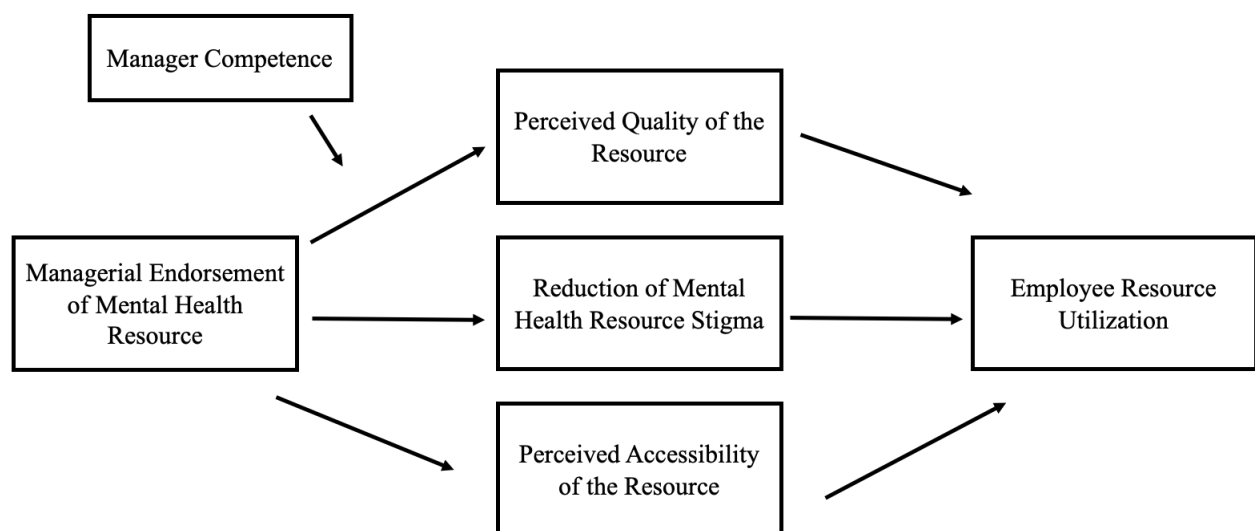 Manager Competence
Perceived Quality of the
Resource
Managerial Endorsement
of Mental Health
Resource
Reduction of Mental
Health Resource Stigma
Employee Resource
Utilization
Perceived Accessibility
of the Resource